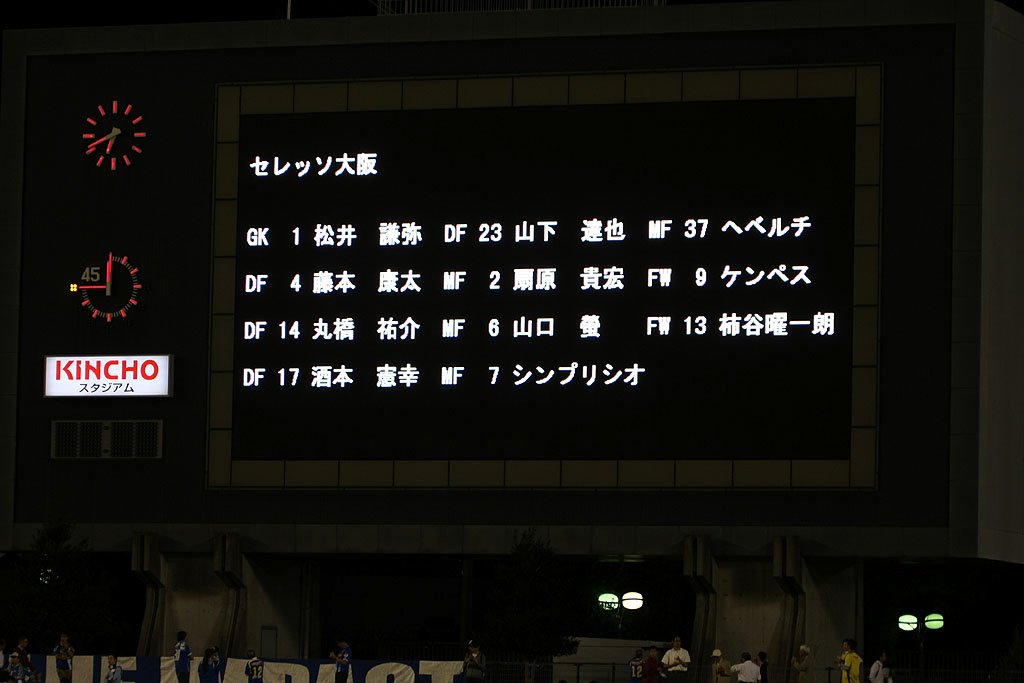 セレッソ大阪
GK 1 松井 謙弥 DF 23 山下 達也 MF 37 ヘベルチ
DF 4 藤本 康太 MF 2 扇原 貴宏 FW 9 ケンペス
DF 14 丸橋 祐介 MF 6 山口 螢 FW 13 柿谷曜一朗
DF 17 酒本 憲幸 MF 7 シンプリシオ
45
KINCHO
スタジアム
12
12